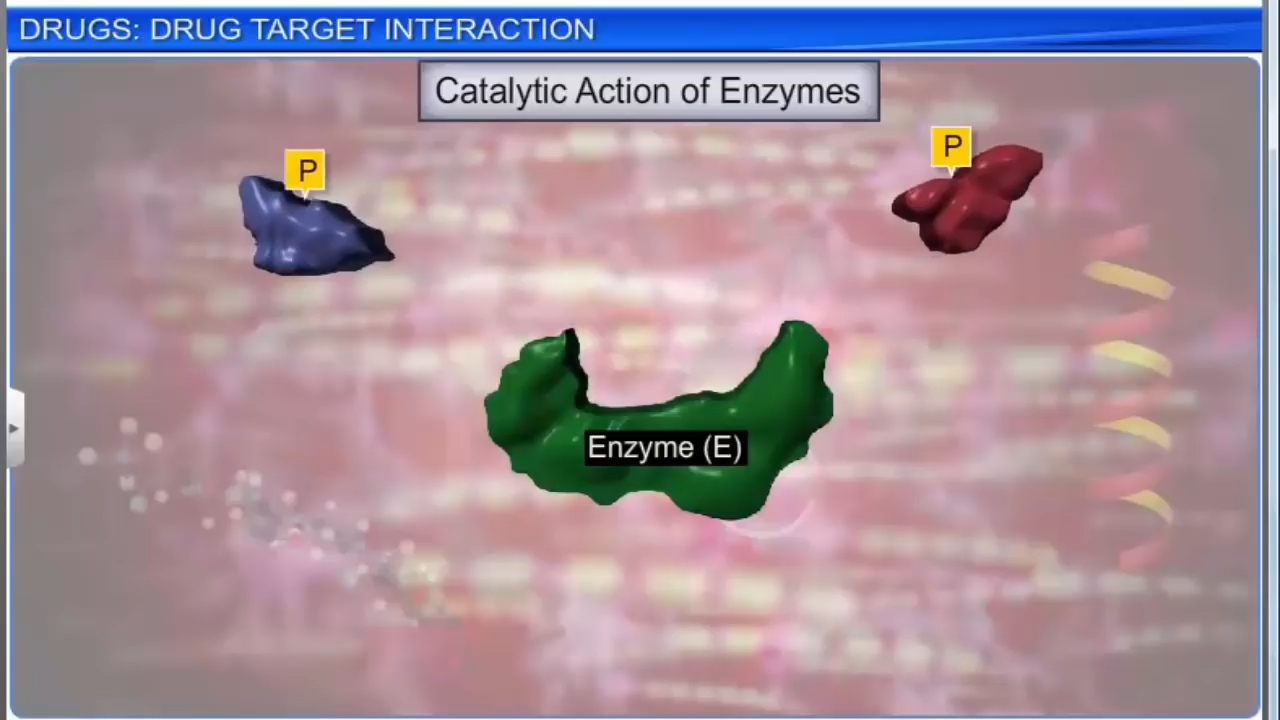 DRUGS: DRUG TARGET INTERACTION
Catalytic Action of Enzymes
P
P
Enzyme (E)